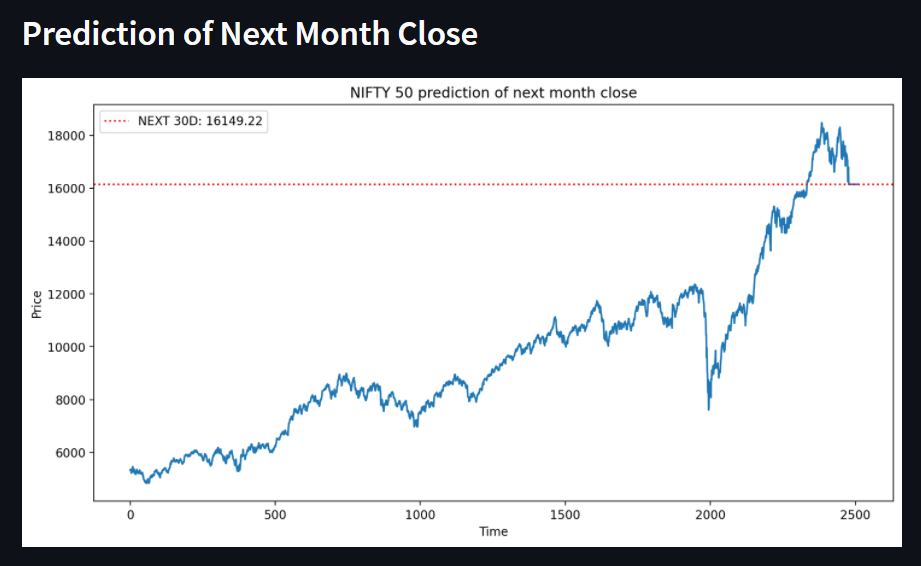 Prediction of Next Month Close
NIFTY 50 prediction of next month close
NEXT 30D: 16149.22
18000
16000
14000
12000
10000
8000
6000
Price
0 500 1000 1500 2000 2500
Time